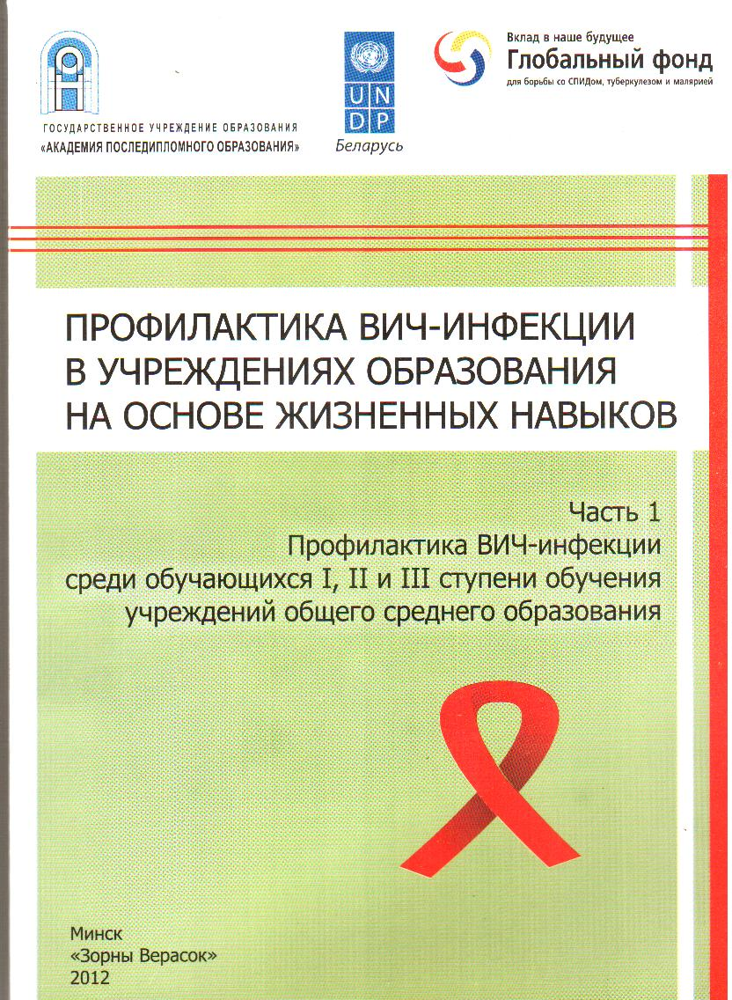 ГОСУДАРСТВЕННОЕ УЧРЕЖДЕНИЕ ОБРАЗОВАНИЯ
«АКАДЕМИЯ ПОСЛЕДИПЛОМНОГО ОБРАЗОВАНИЯ»
UN
DP
Беларусь
Вклад в наше будущее
Глобальный фонд
для борьбы со СПИДом, туберкулезом и малярией
ПРОФИЛАКТИКА ВИЧ-ИНФЕКЦИИ
В УЧРЕЖДЕНИЯХ ОБРАЗОВАНИЯ
НА ОСНОВЕ ЖИЗНЕННЫХ НАВЫКОВ
Часть 1
Профилактика ВИЧ-инфекции
среди обучающихся I, II и III ступени обучения
учреждений общего среднего образования
Минск
«Зорны Верасок»
2012